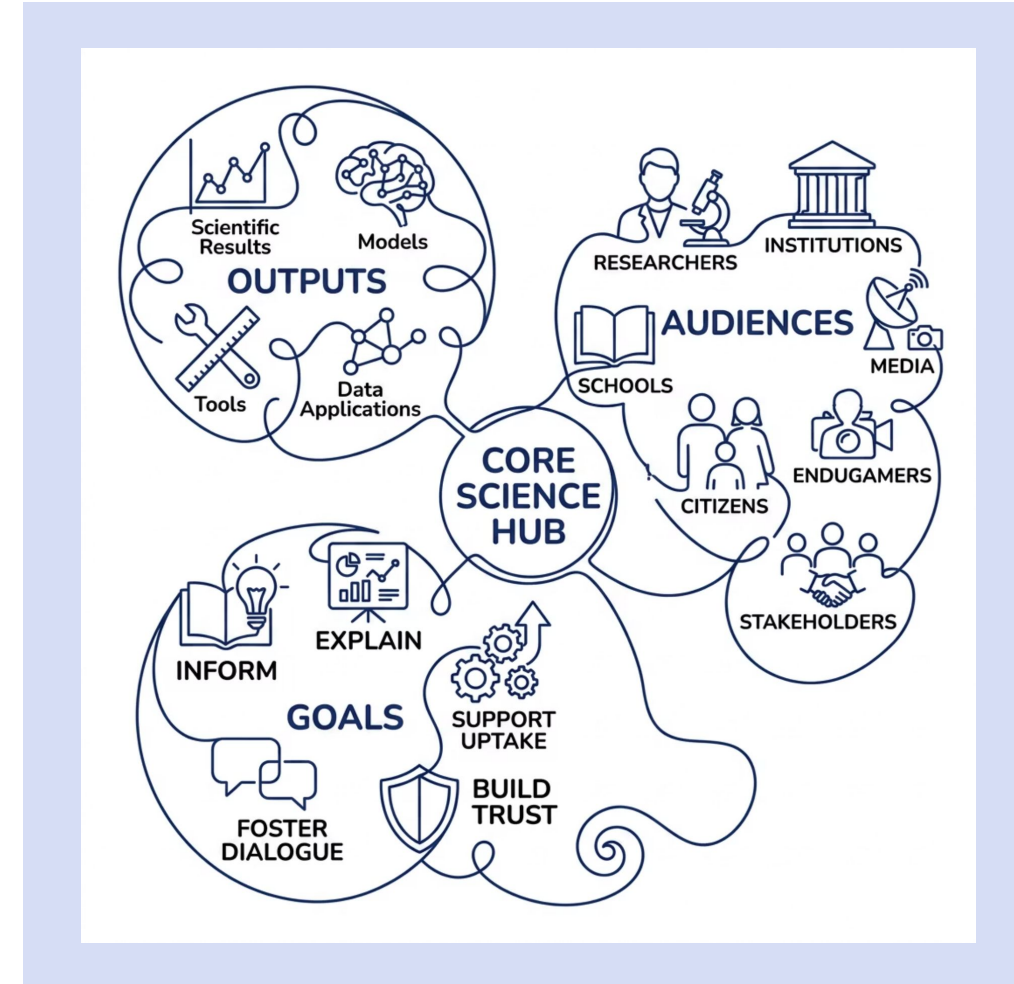 Scientific
Results
Models
OUTPUTS
Tools
Data
Applications
RESEARCHERS
INSTITUTIONS
AUDIENCES
SCHOOLS
MEDIA
CITIZENS
ENDUGAMERS
STAKEHOLDERS
CORE
SCIENCE
HUB
INFORM
EXPLAIN
GOALS
SUPPORT
UPTAKE
FOSTER
DIALOGUE
BUILD
TRUST